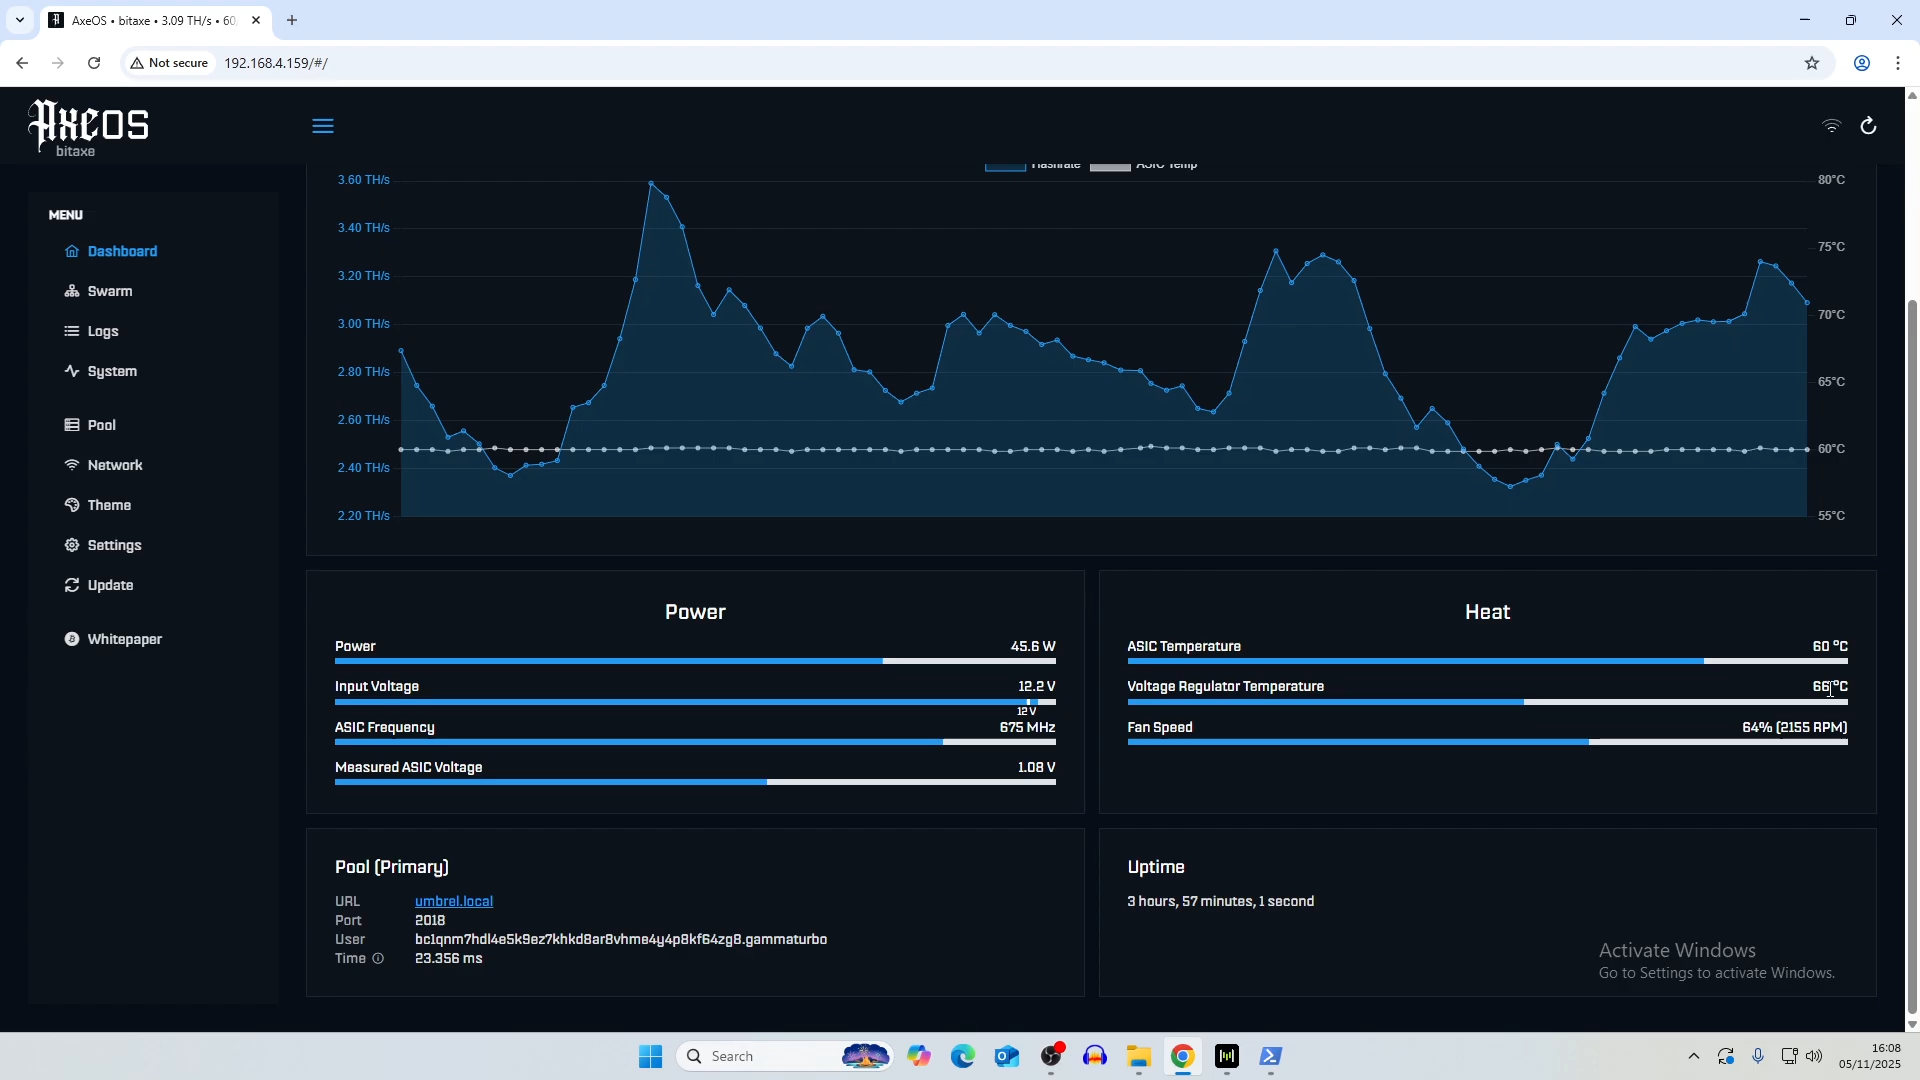 AxeOS • bitaxe • 3.09 TH/s • 60
Not secure
192.168.4.159/#/
AxeOS
bitaxe
MENU
Dashboard
Swarm
Logs
System
Pool
Network
Theme
Settings
Update
Whitepaper
Hashrate
ASIC Temp
3.60 TH/s
3.40 TH/s
3.20 TH/s
3.00 TH/s
2.80 TH/s
2.60 TH/s
2.40 TH/s
2.20 TH/s
80°C
75°C
70°C
65°C
60°C
55°C
Power
Power 45.6 W
Input Voltage 12.2 V
12 V
ASIC Frequency 675 MHz
Measured ASIC Voltage 1.08 V
Heat
ASIC Temperature 60 °C
Voltage Regulator Temperature 66 °C
Fan Speed 64% (2155 RPM)
Pool (Primary)
URL umbrel.local
Port 2018
User bc1qnm7hdl4e5k9ez7khkd8ar8vhme4y4p8kf64zg8.gammaturbo
Time 23.356 ms
Uptime
3 hours, 57 minutes, 1 second
Activate Windows
Go to Settings to activate Windows.
Search
16:08
05/11/2025